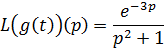 L(g(t))(p) = e^{-3p} / (p^2 + 1)